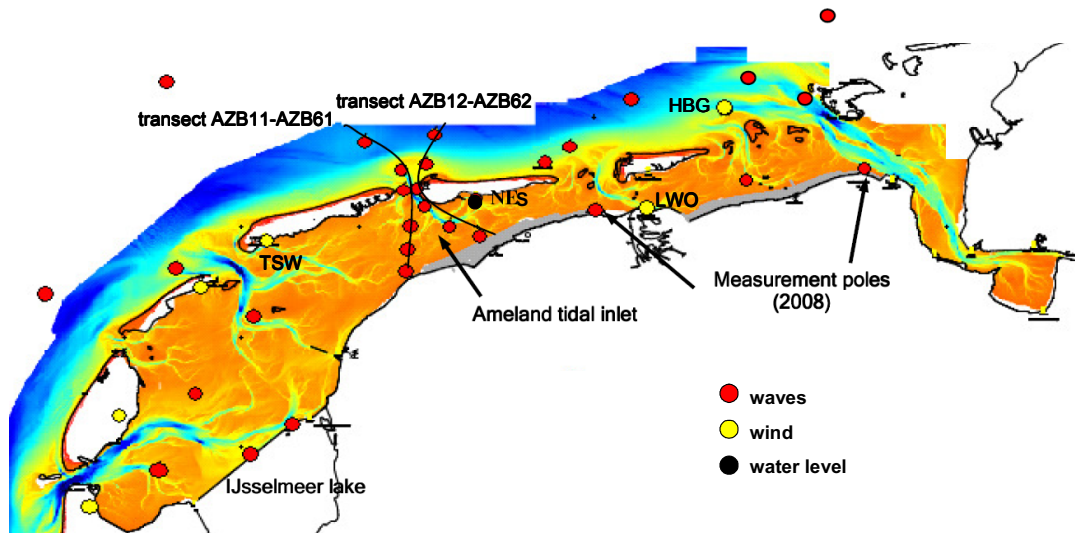 transect AZB12-AZB62
transect AZB11-AZB61
HBG
NES
LWO
TSW
Measurement poles
(2008)
Ameland tidal inlet
waves
wind
water level
IJsselmeer lake